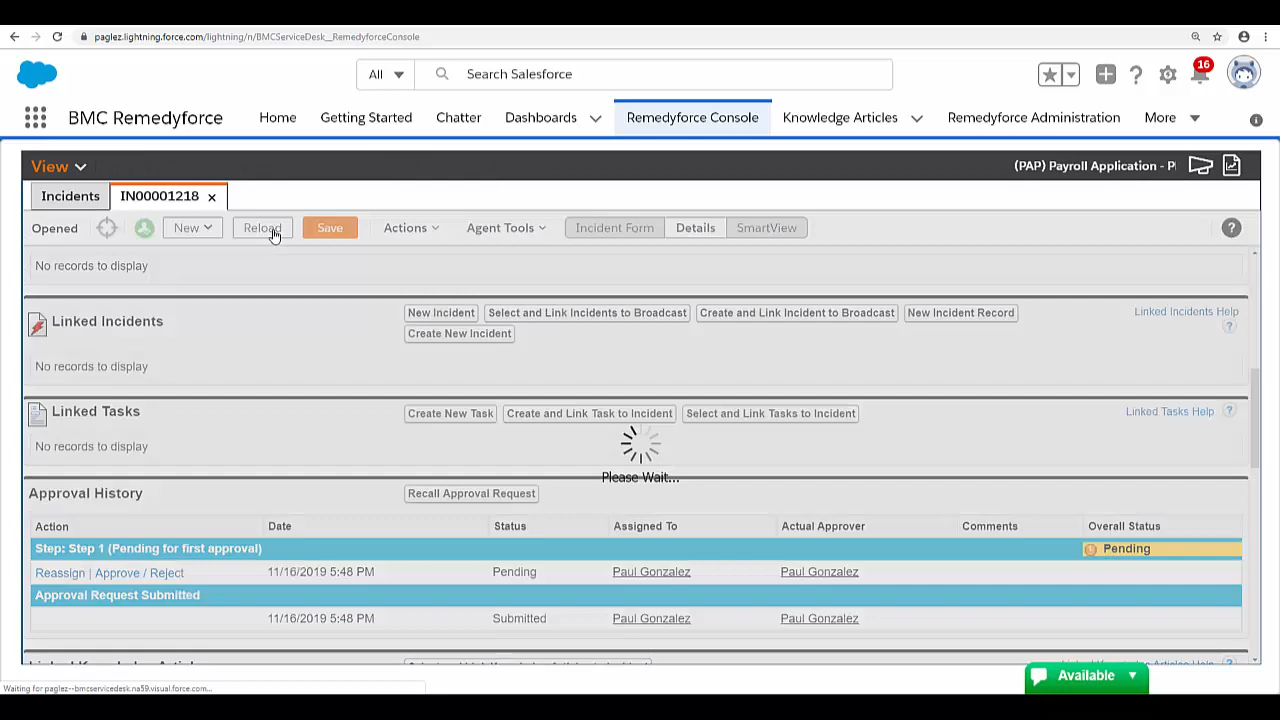 paglez.lightning.force.com/lightning/n/BMCServiceDesk__RemedyforceConsole
All
Search Salesforce
16
BMC Remedyforce
Home
Getting Started
Chatter
Dashboards
Remedyforce Console
Knowledge Articles
Remedyforce Administration
More
View
(PAP) Payroll Application - P
Incidents
IN00001218 x
Opened
New
Reload
Save
Actions
Agent Tools
Incident Form
Details
SmartView
No records to display
Linked Incidents
New Incident
Select and Link Incidents to Broadcast
Create and Link Incident to Broadcast
New Incident Record
Create New Incident
Linked Incidents Help
No records to display
Linked Tasks
Create New Task
Create and Link Task to Incident
Select and Link Tasks to Incident
Linked Tasks Help
No records to display
Please Wait...
Approval History
Recall Approval Request
Action Date Status Assigned To Actual Approver Comments Overall Status
Step: Step 1 (Pending for first approval) Pending
Reassign | Approve / Reject 11/16/2019 5:48 PM Pending Paul Gonzalez Paul Gonzalez
Approval Request Submitted
11/16/2019 5:48 PM Submitted Paul Gonzalez Paul Gonzalez
Available
Waiting for paglez--bmcservicedesk.na59.visual.force.com...